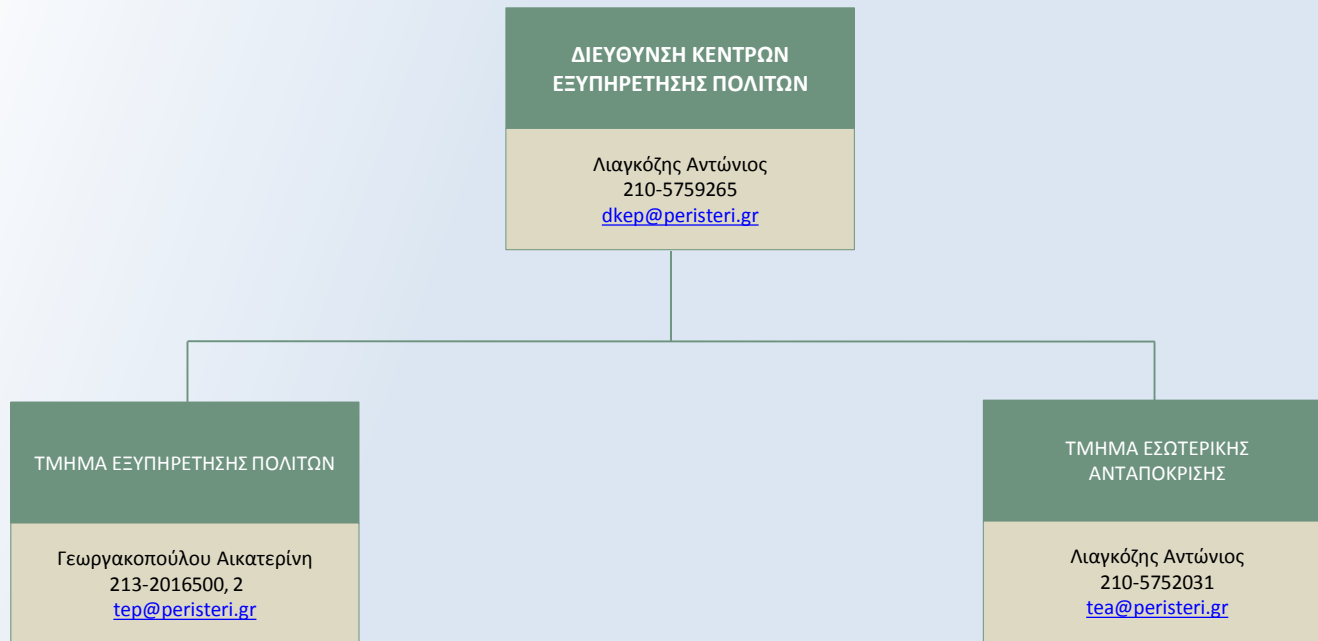 ΔΙΕΥΘΥΝΣΗ ΚΕΝΤΡΩΝ
ΕΞΥΠΗΡΕΤΗΣΗΣ ΠΟΛΙΤΩΝ
Λιαγκόζης Αντώνιος
210-5759265
dkep@peristeri.gr
ΤΜΗΜΑ ΕΞΥΠΗΡΕΤΗΣΗΣ ΠΟΛΙΤΩΝ
Γεωργακοπούλου Αικατερίνη
213-2016500, 2
tep@peristeri.gr
ΤΜΗΜΑ ΕΣΩΤΕΡΙΚΗΣ
ΑΝΤΑΠΟΚΡΙΣΗΣ
Λιαγκόζης Αντώνιος
210-5752031
tea@peristeri.gr